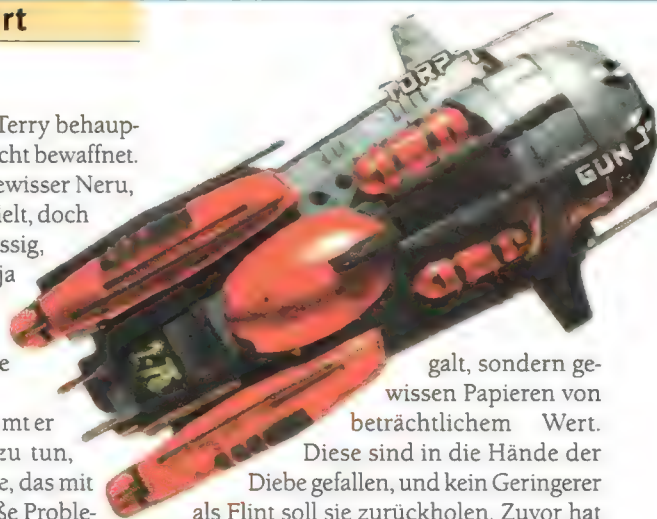 rt
Terry behaup-
cht bewaffnet.
ewisser Neru,
ielt, doch
ssig,
ja
e
mt er
zu tun,
e, das mit
ße Proble-
TORP
GUN
galt, sondern ge-
wissen Papieren von
beträchtlichem Wert.
Diese sind in die Hände der
Diebe gefallen, und kein Geringerer
als Flint soll sie zurückholen. Zuvor hat